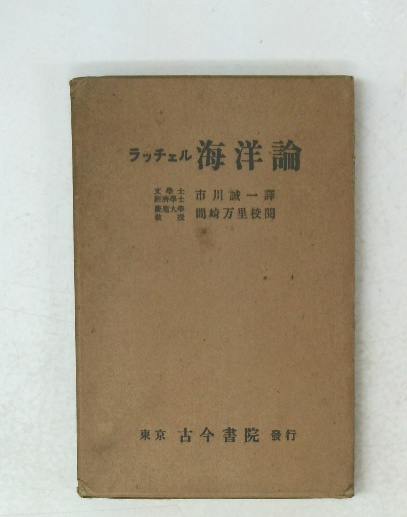 ラッチェル 海洋論
文學士
經濟學士 市川誠一譯
慶應大學
教授 間崎万里校閲
東京 古今書院 發行